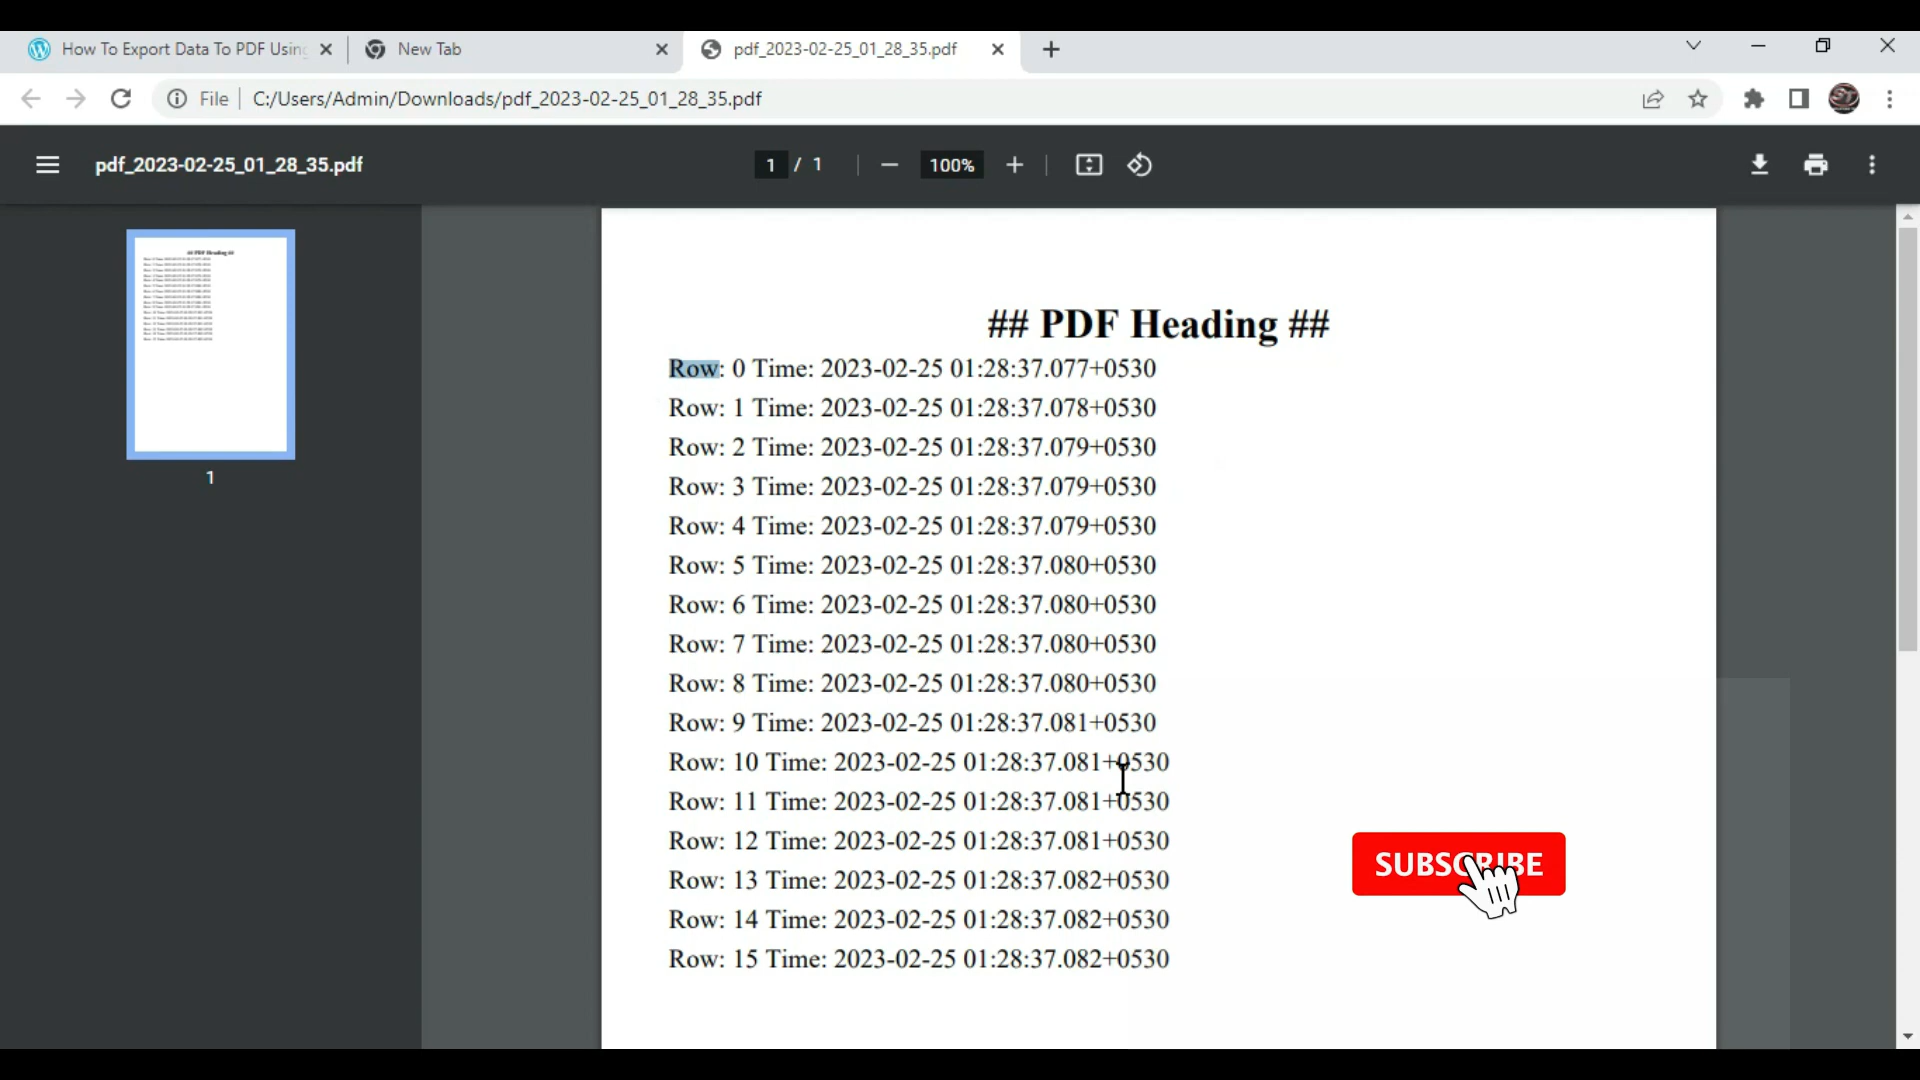 How To Export Data To PDF Using
New Tab
pdf_2023-02-25_01_28_35.pdf
File
C:/Users/Admin/Downloads/pdf_2023-02-25_01_28_35.pdf
pdf_2023-02-25_01_28_35.pdf
1 / 1
100%
1
## PDF Heading ##
Row: 0 Time: 2023-02-25 01:28:37.077+0530
Row: 1 Time: 2023-02-25 01:28:37.078+0530
Row: 2 Time: 2023-02-25 01:28:37.079+0530
Row: 3 Time: 2023-02-25 01:28:37.079+0530
Row: 4 Time: 2023-02-25 01:28:37.079+0530
Row: 5 Time: 2023-02-25 01:28:37.080+0530
Row: 6 Time: 2023-02-25 01:28:37.080+0530
Row: 7 Time: 2023-02-25 01:28:37.080+0530
Row: 8 Time: 2023-02-25 01:28:37.080+0530
Row: 9 Time: 2023-02-25 01:28:37.081+0530
Row: 10 Time: 2023-02-25 01:28:37.081+0530
Row: 11 Time: 2023-02-25 01:28:37.081+0530
Row: 12 Time: 2023-02-25 01:28:37.081+0530
Row: 13 Time: 2023-02-25 01:28:37.082+0530
Row: 14 Time: 2023-02-25 01:28:37.082+0530
Row: 15 Time: 2023-02-25 01:28:37.082+0530
SUBSCRIBE